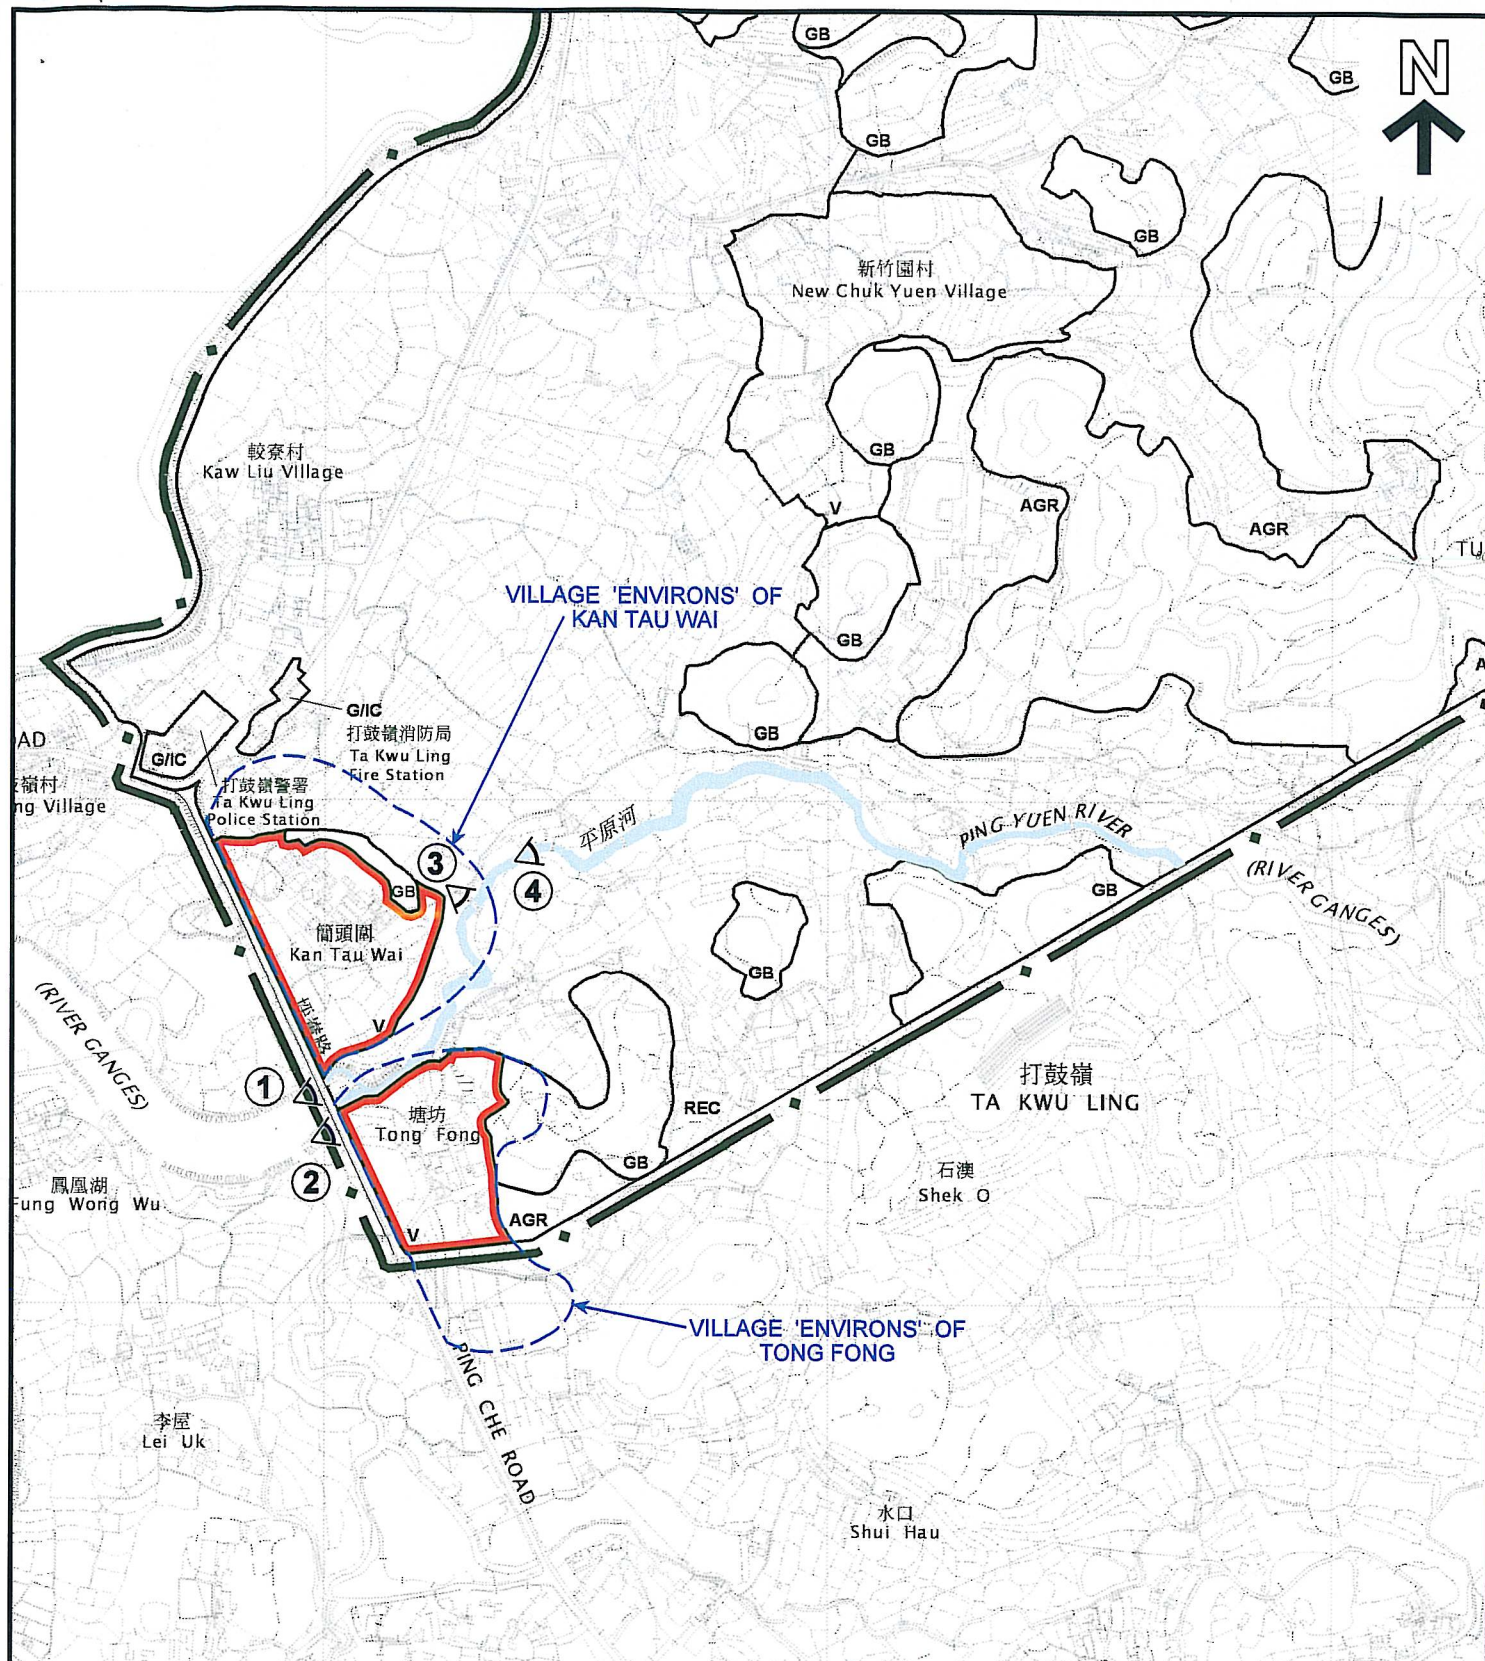 GB
GB
N
GB
GB
新竹園村
New Chuk Yuen Village
較寮村
Kaw Liu Village
GB
V
AGR
AGR
TU
VILLAGE 'ENVIRONS' OF
KAN TAU WAI
GB
A
G/IC
打鼓嶺消防局
Ta Kwu Ling
Fire Station
GB
AD
G/IC
嶺村
ng Village
打鼓嶺警署
Ta Kwu Ling
Police Station
平原河
PING YUEN RIVER
(RIVER GANGES)
3
4
GB
GB
簡頭圍
Kan Tau Wai
GB
(RIVER GANGES)
坪輋路
V
1
打鼓嶺
TA KWU LING
REC
塘坊
Tong Fong
GB
2
石澳
Shek O
鳳凰湖
Fung Wong Wu
V
AGR
VILLAGE 'ENVIRONS' OF
TONG FONG
PING CHE ROAD
李屋
Lei Uk
水口
Shui Hau